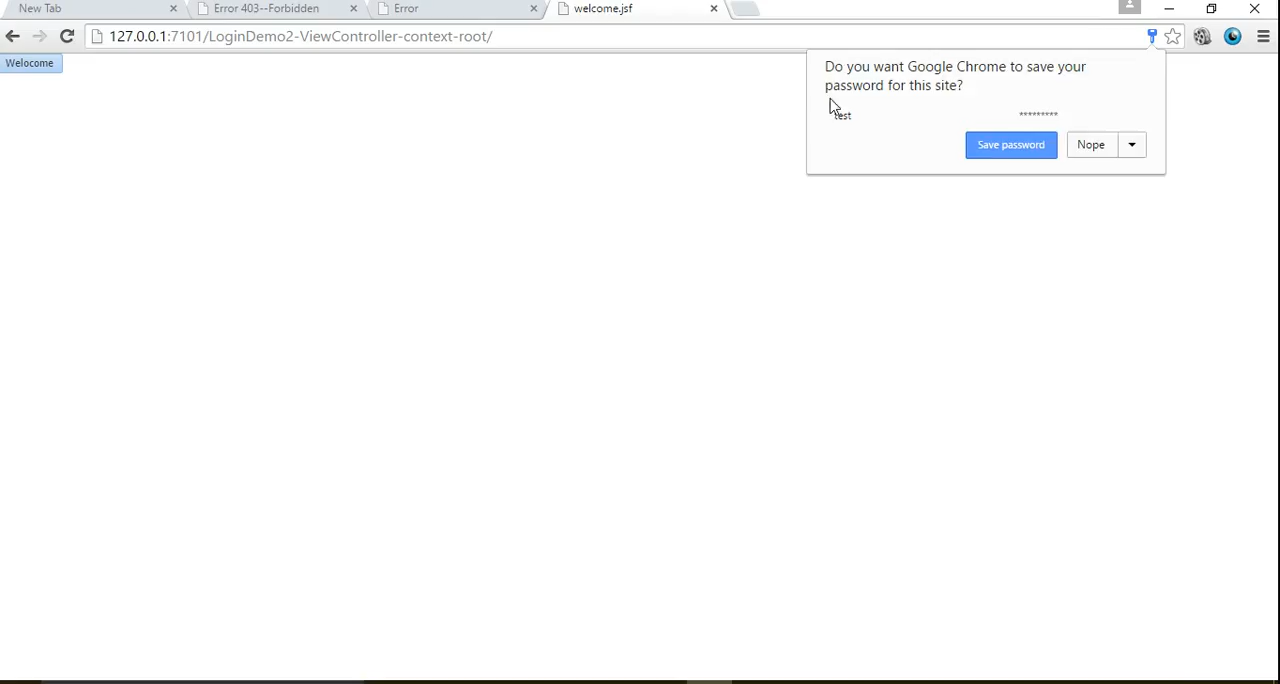 New Tab
Error 403--Forbidden
Error
welcome.jsf
127.0.0.1:7101/LoginDemo2-ViewController-context-root/
Welocome
Do you want Google Chrome to save your
password for this site?
test *********
Save password
Nope